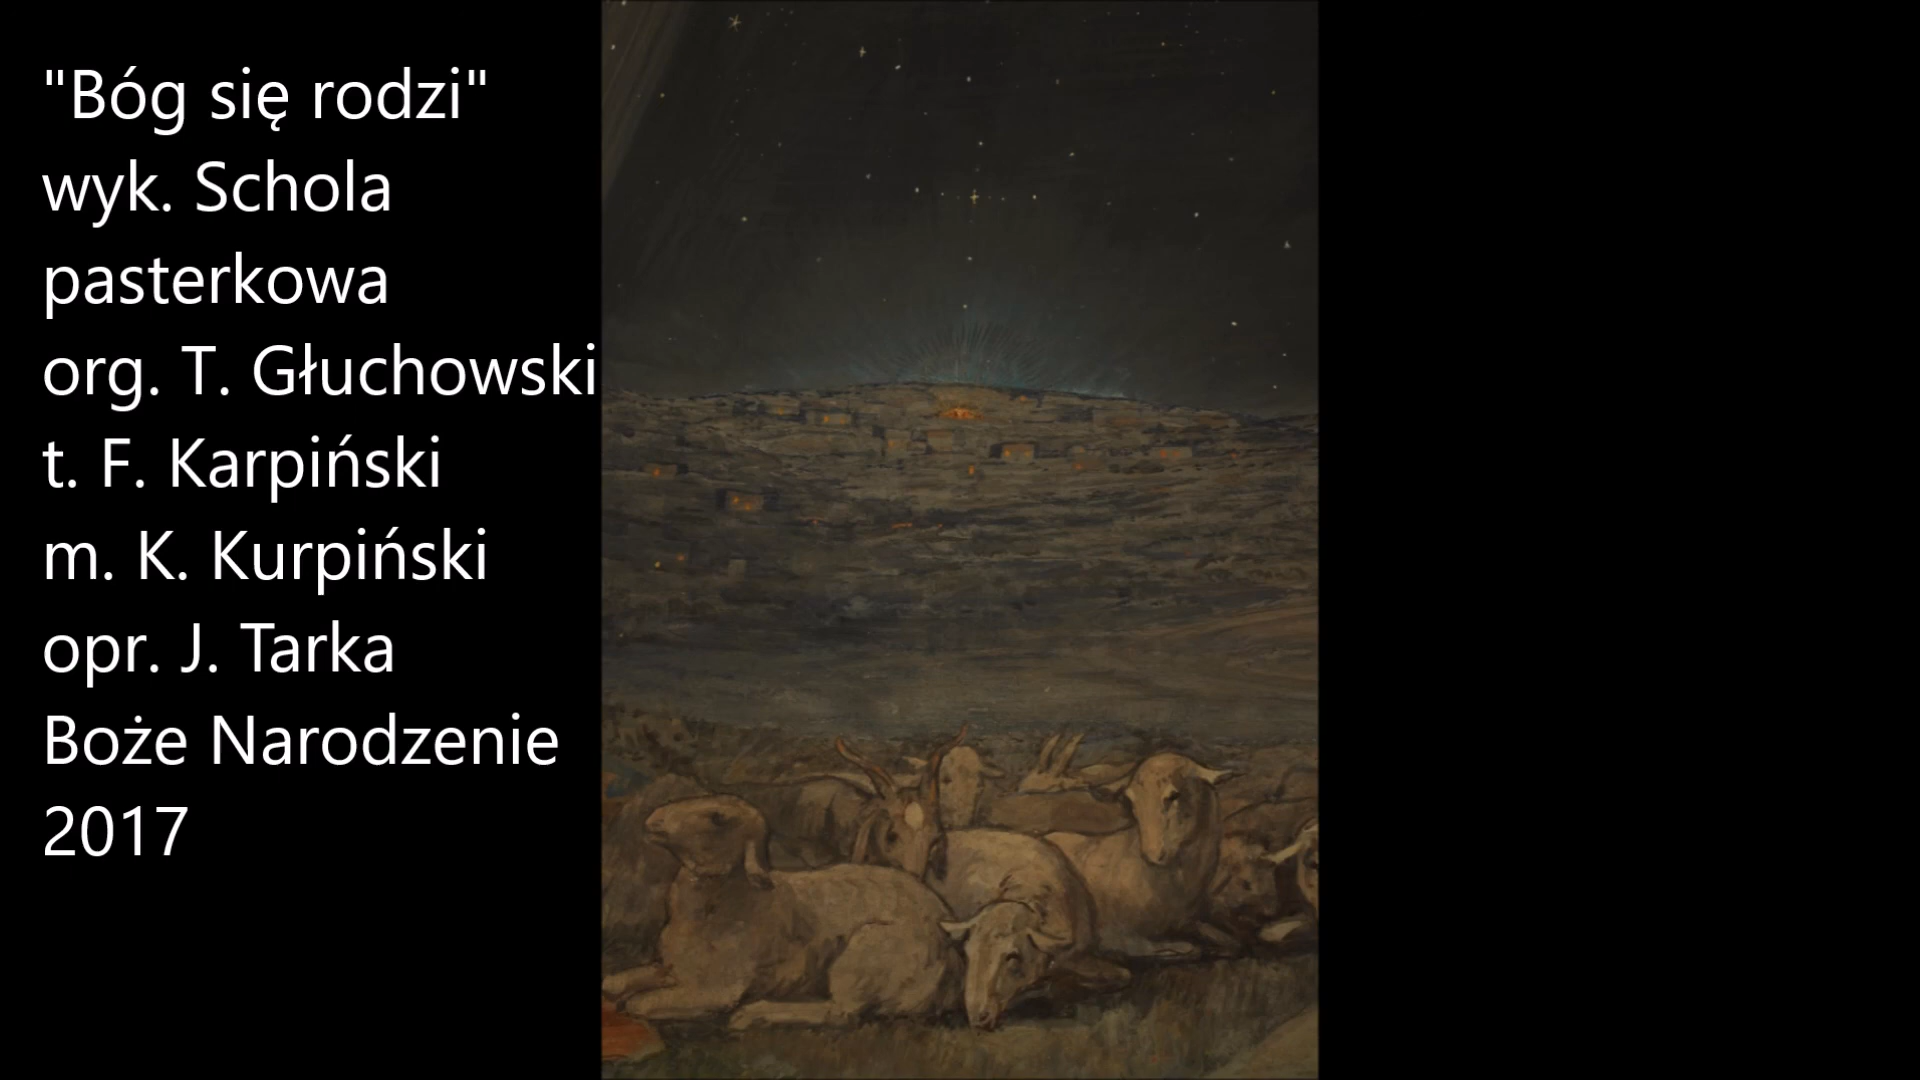 "Bóg się rodzi"
wyk. Schola
pasterkowa
org. T. Głuchowski
t. F. Karpiński
m. K. Kurpiński
opr. J. Tarka
Boże Narodzenie
2017